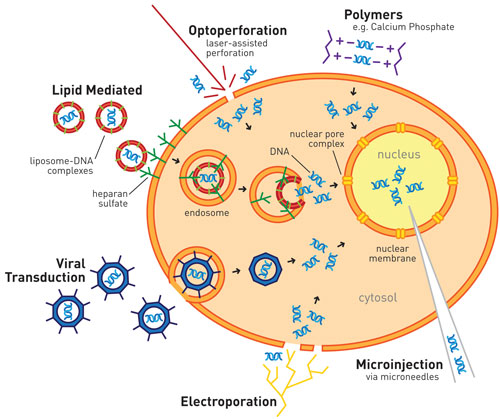 Polymers
e.g. Calcium Phosphate
Optoperforation
laser-assisted
perforation
Lipid Mediated
liposome-DNA
complexes
heparan
sulfate
nuclear pore
complex
DNA
nucleus
endosome
nuclear
membrane
Viral
Transduction
cytosol
Microinjection
via microneedles
Electroporation